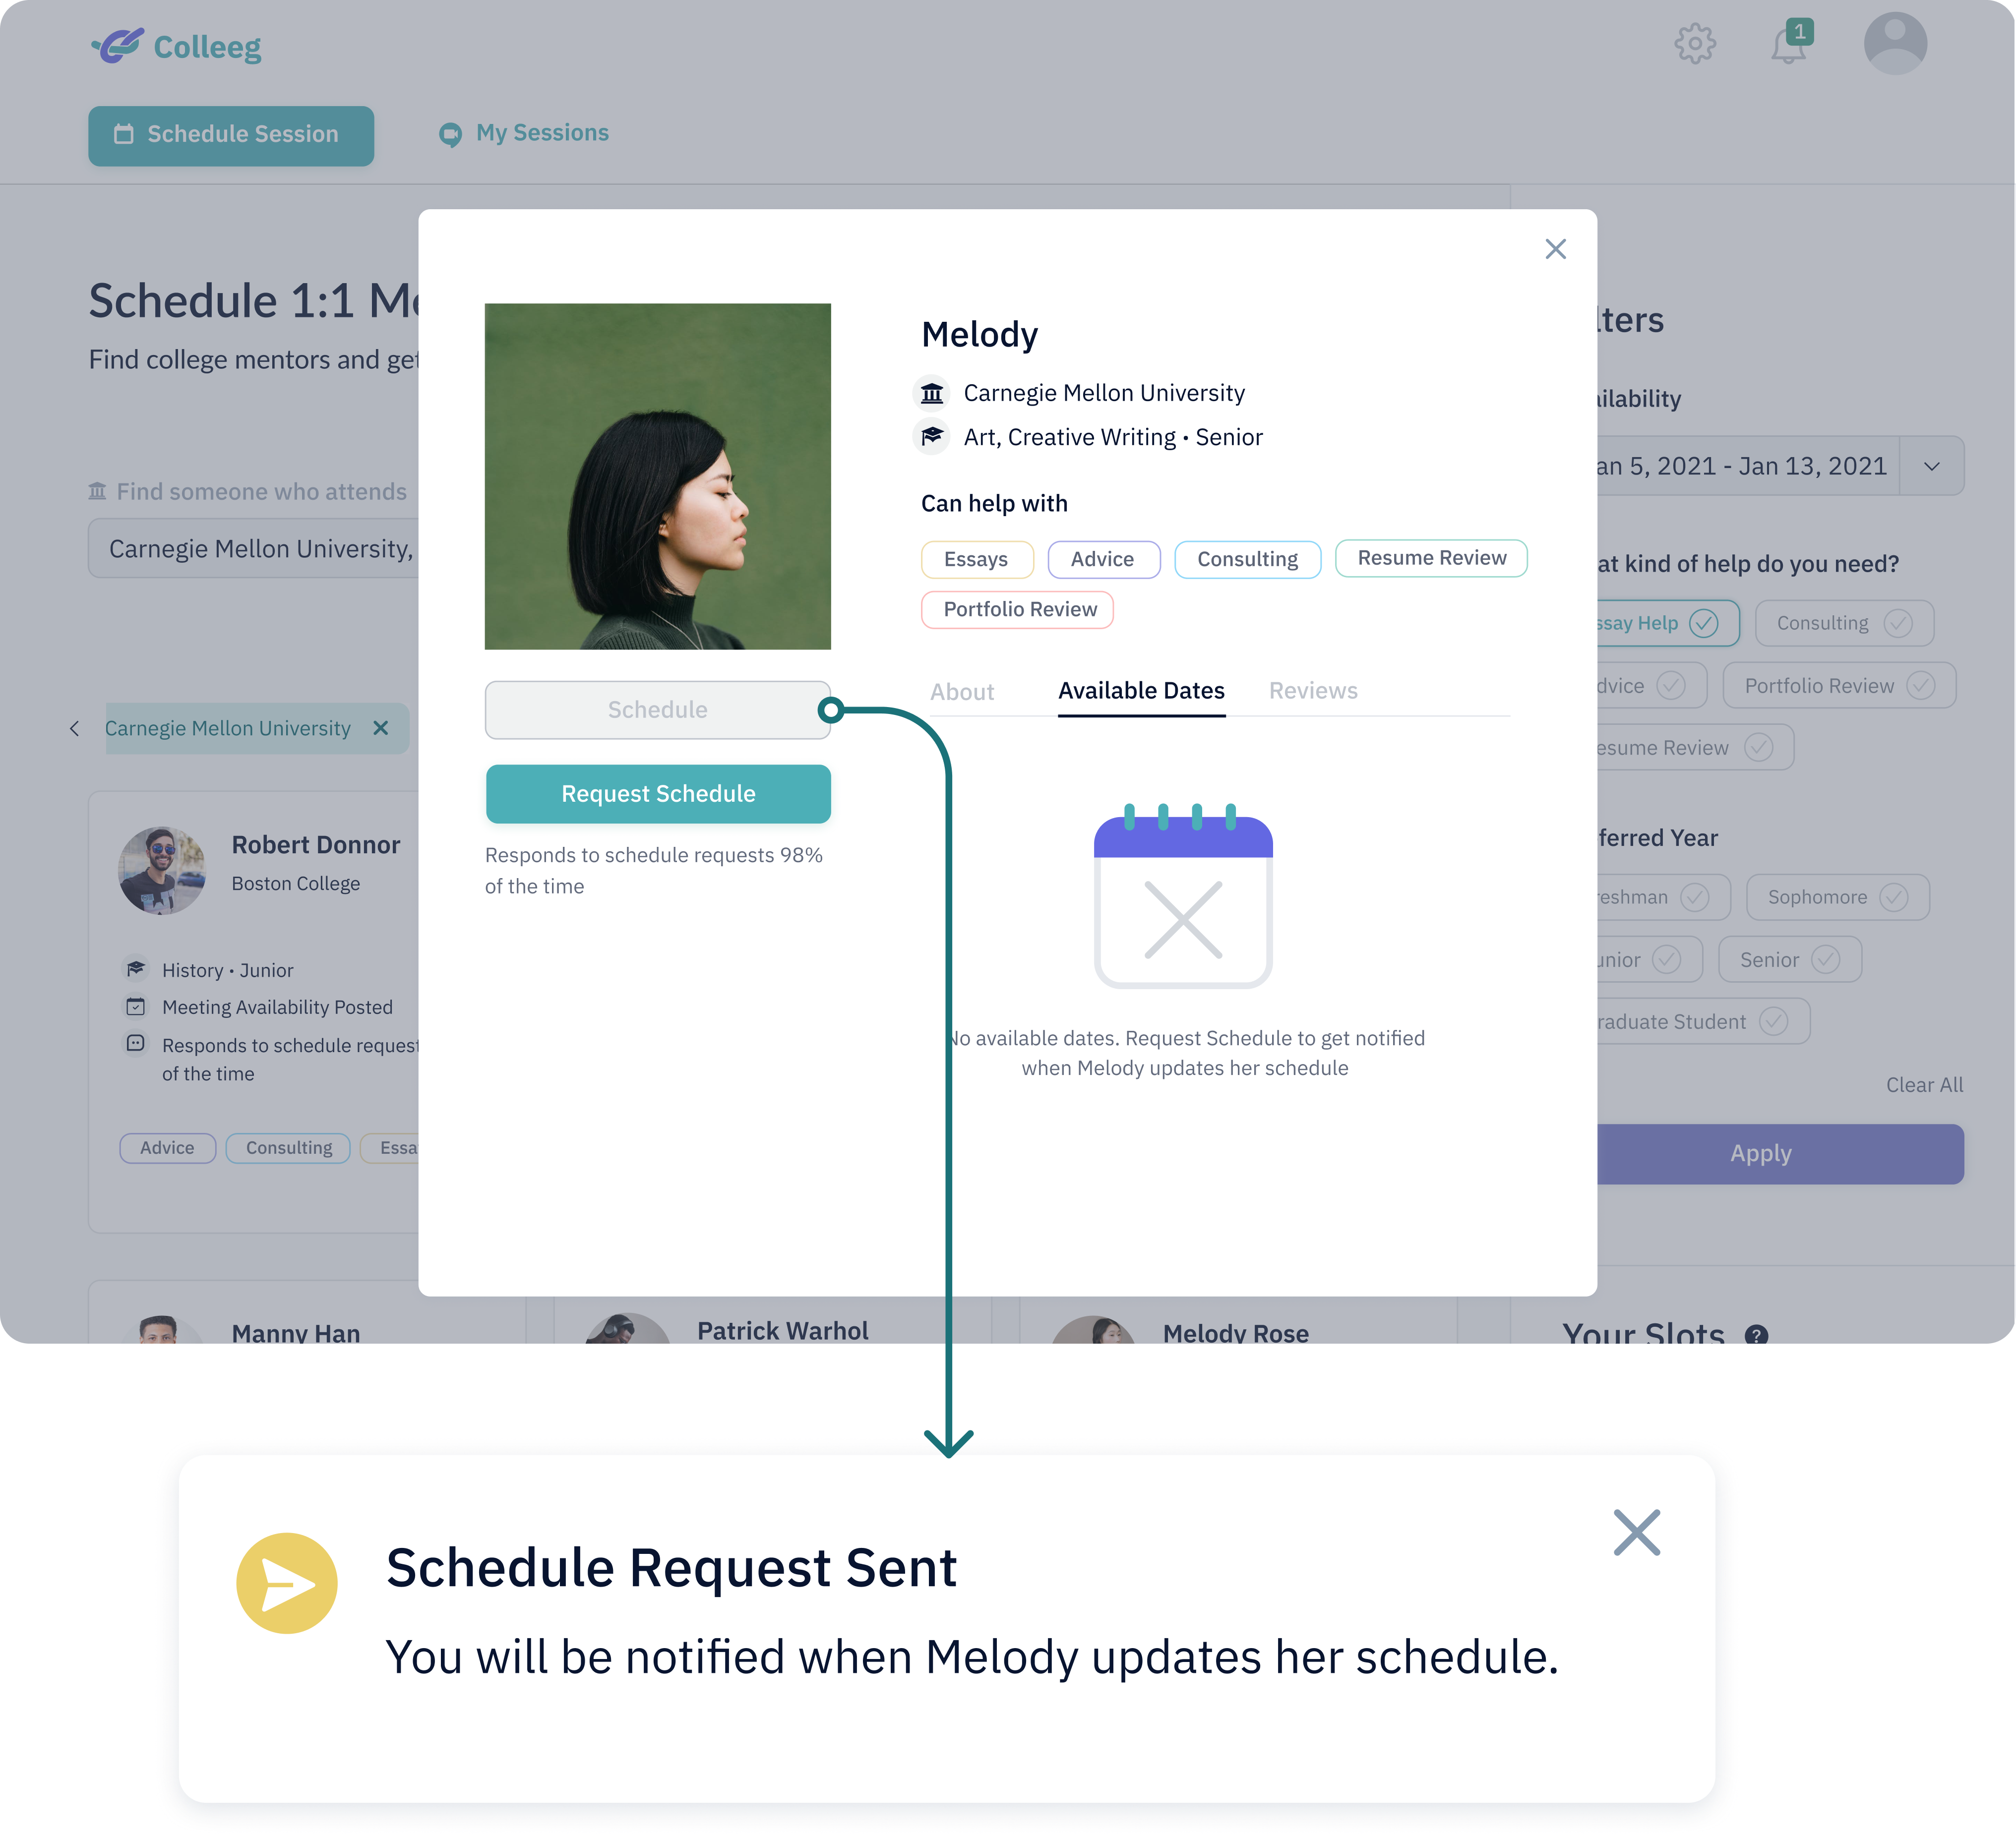 Colleeg
1
Schedule Session
My Sessions
Schedule 1:1
Find college mentors and get
Find someone who attends
Carnegie Mellon University,
Carnegie Mellon University
Robert Donnor
Boston College
History • Junior
Meeting Availability Posted
Responds to schedule request
of the time
Advice
Consulting
Essa
Manny Han
Patrick Warhol
Melody Rose
Melody
Carnegie Mellon University
Art, Creative Writing • Senior
Can help with
Essays
Advice
Consulting
Resume Review
Portfolio Review
Schedule
Request Schedule
Responds to schedule requests 98%
of the time
About
Available Dates
Reviews
No available dates. Request Schedule to get notified
when Melody updates her schedule
lters
ilability
an 5, 2021 - Jan 13, 2021
at kind of help do you need?
ssay Help
Consulting
dvice
Portfolio Review
esume Review
ferred Year
reshman
Sophomore
unior
Senior
raduate Student
Clear All
Apply
Your Slots ?
Schedule Request Sent
You will be notified when Melody updates her schedule.